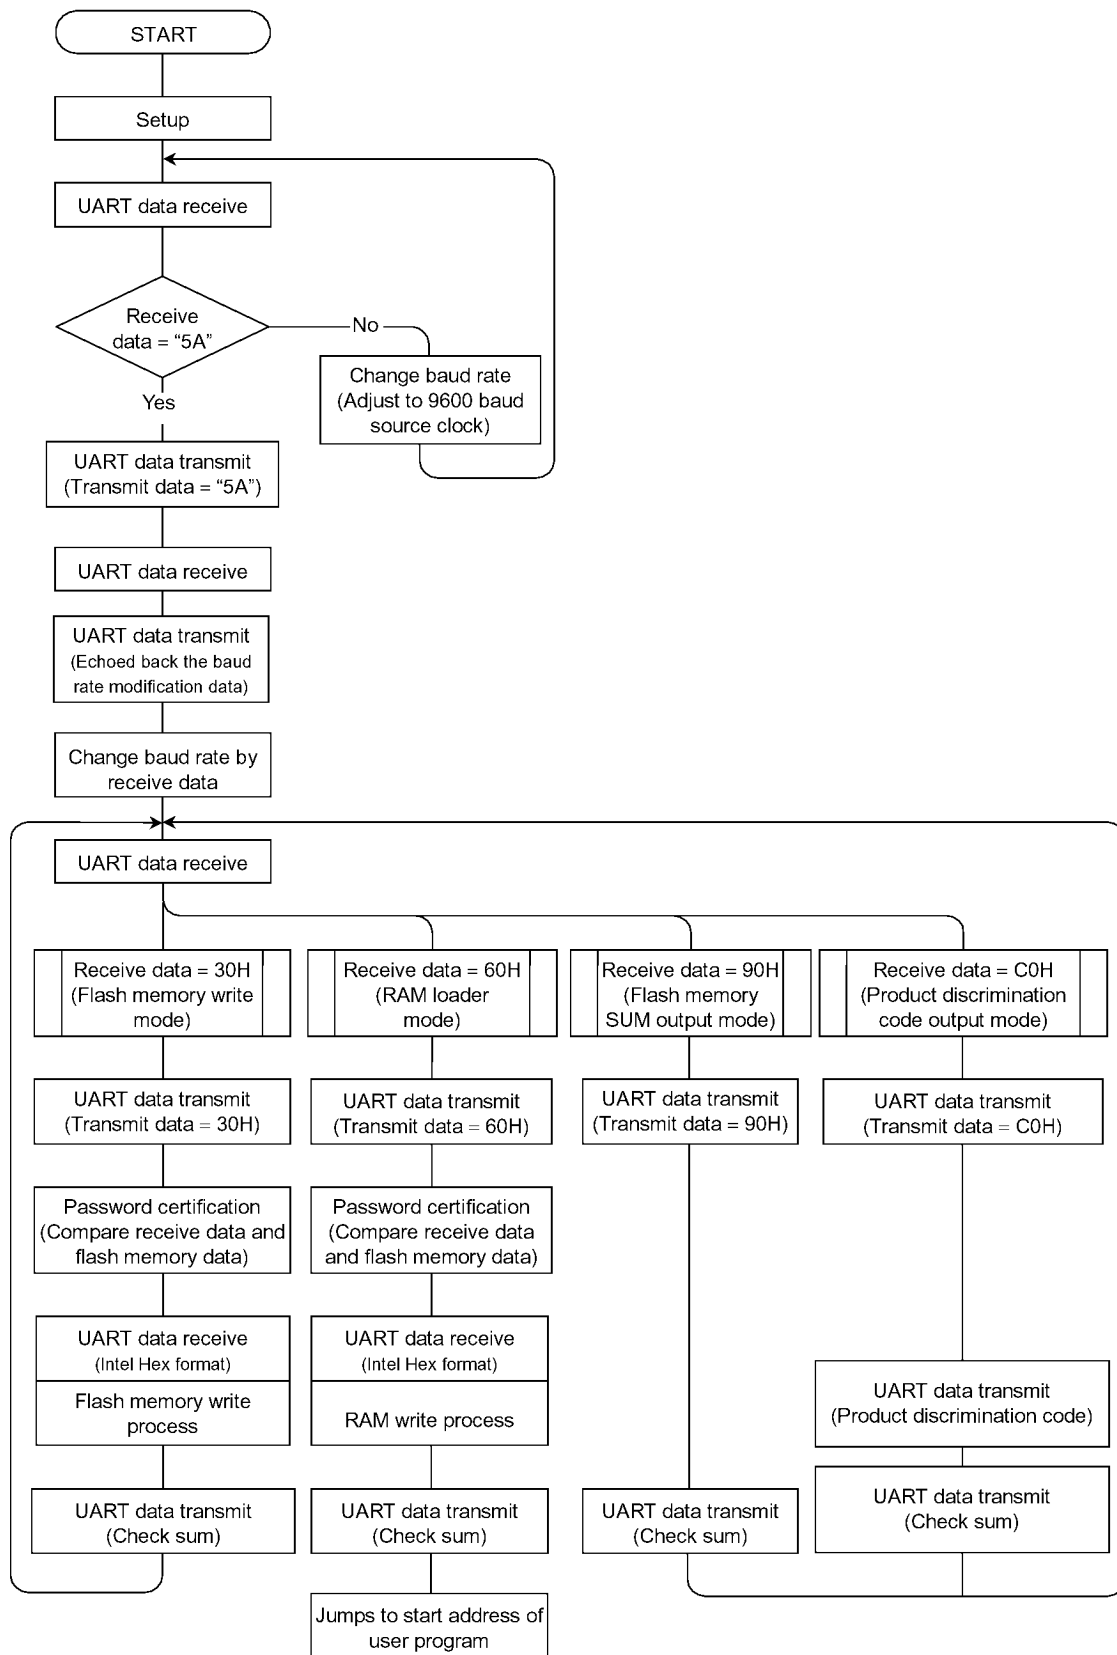 START
Setup
UART data receive
Receive
data = “5A”
No
Change baud rate
(Adjust to 9600 baud
source clock)
Yes
UART data transmit
(Transmit data = “5A”)
UART data receive
UART data transmit
(Echoed back the baud
rate modification data)
Change baud rate by
receive data
UART data receive
Receive data = 30H
(Flash memory write
mode)
Receive data = 60H
(RAM loader
mode)
Receive data = 90H
(Flash memory
SUM output mode)
Receive data = C0H
(Product discrimination
code output mode)
UART data transmit
(Transmit data = 30H)
UART data transmit
(Transmit data = 60H)
UART data transmit
(Transmit data = 90H)
UART data transmit
(Transmit data = C0H)
Password certification
(Compare receive data and
flash memory data)
Password certification
(Compare receive data
and flash memory data)
UART data receive
(Intel Hex format)
Flash memory write
process
UART data receive
(Intel Hex format)
RAM write process
UART data transmit
(Product discrimination code)
UART data transmit
(Check sum)
UART data transmit
(Check sum)
UART data transmit
(Check sum)
UART data transmit
(Check sum)
Jumps to start address of
user program